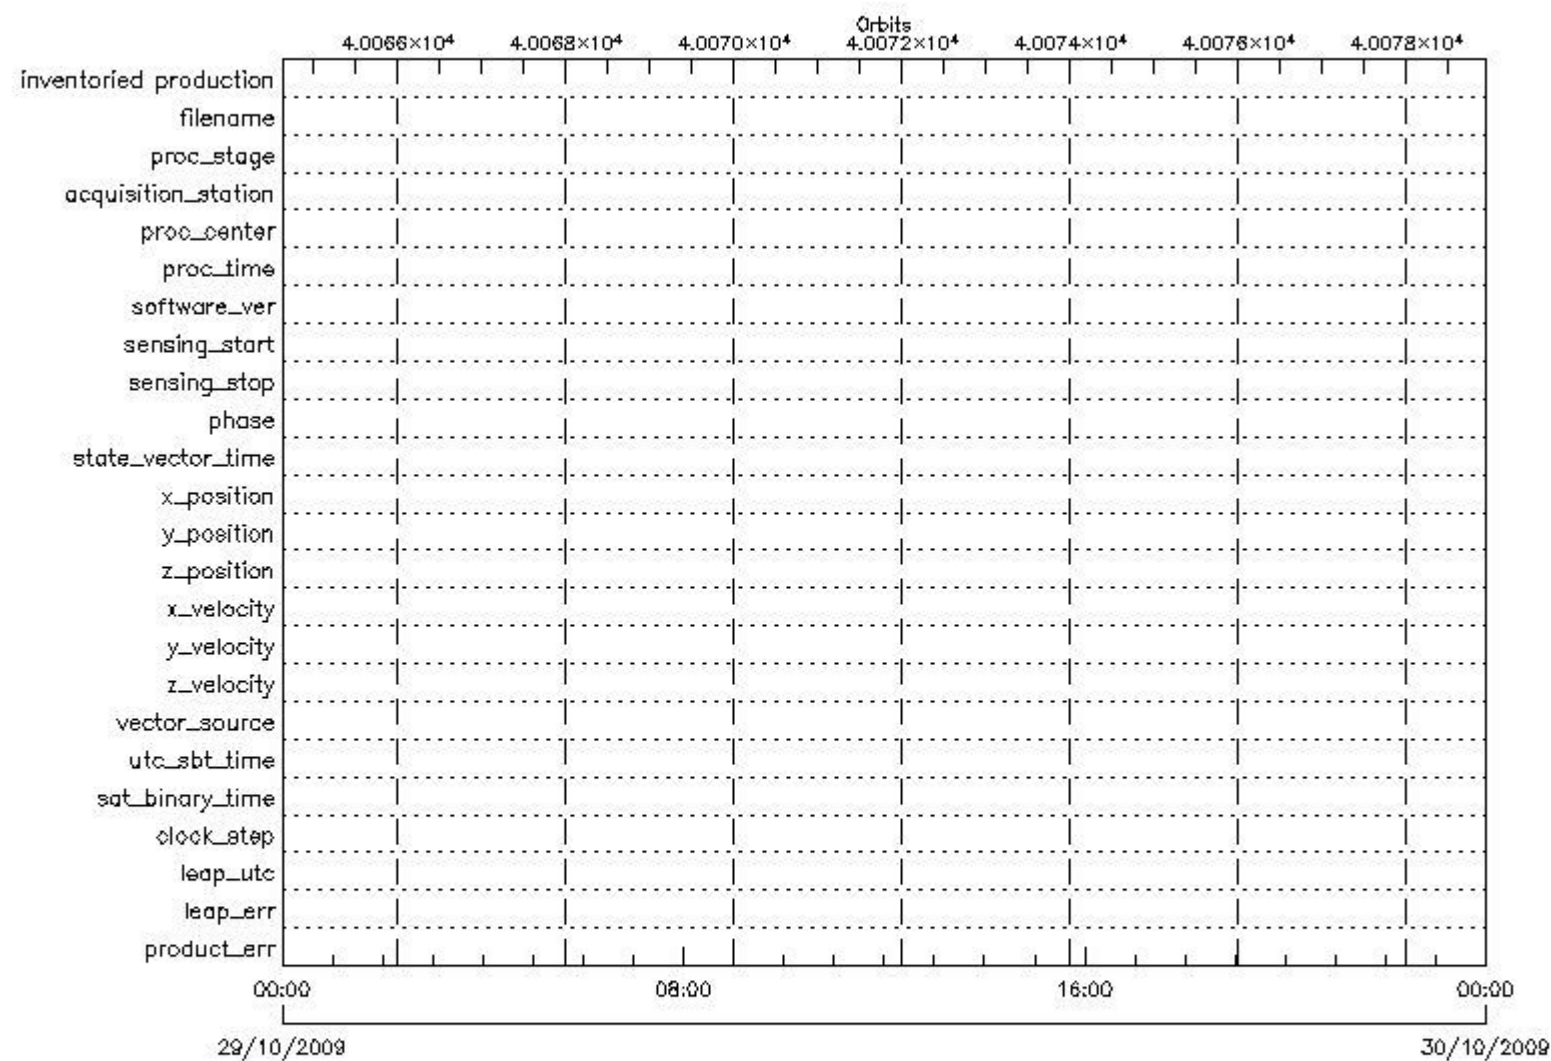 Orbits
4.0066×10⁴ 4.0068×10⁴ 4.0070×10⁴ 4.0072×10⁴ 4.0074×10⁴ 4.0076×10⁴ 4.0078×10⁴
inventoried production
filename
proc_stage
acquisition_station
proc_center
proc_time
software_ver
sensing_start
sensing_stop
phase
state_vector_time
x_position
y_position
z_position
x_velocity
y_velocity
z_velocity
vector_source
utc_sbt_time
sat_binary_time
clock_step
leap_utc
leap_err
product_err
00:00 08:00 16:00 00:00
29/10/2009 30/10/2009